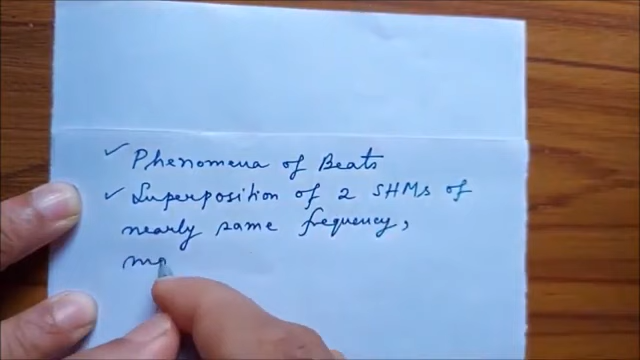 ✓ Phenomena of Beats
✓ Superposition of 2 SHMs of
nearly same frequency,